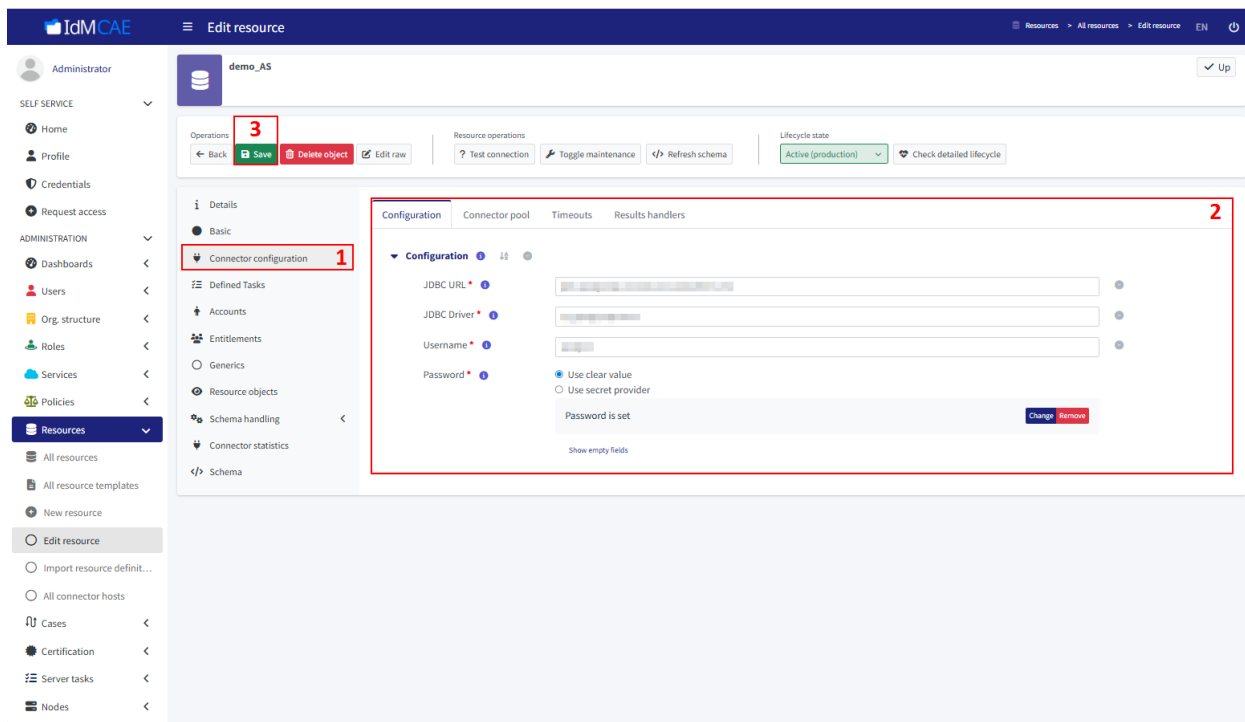 IdMCAE
Edit resource
Resources > All resources > Edit resource EN
Administrator
SELF SERVICE
Home
Profile
Credentials
Request access
ADMINISTRATION
Dashboards
Users
Org. structure
Roles
Services
Policies
Resources
All resources
All resource templates
New resource
Edit resource
Import resource definit...
All connector hosts
Cases
Certification
Server tasks
Nodes
demo_AS
Up
Operations
3
Back Save Delete object Edit raw
Resource operations
? Test connection Toggle maintenance </> Refresh schema
Lifecycle state
Active (production) Check detailed lifecycle
i Details
Basic
Connector configuration 1
Defined Tasks
Accounts
Entitlements
Generics
Resource objects
Schema handling
Connector statistics
</> Schema
Configuration Connector pool Timeouts Results handlers 2
Configuration
JDBC URL *
JDBC Driver *
Username *
Password * Use clear value
Use secret provider
Password is set Change Remove
Show empty fields